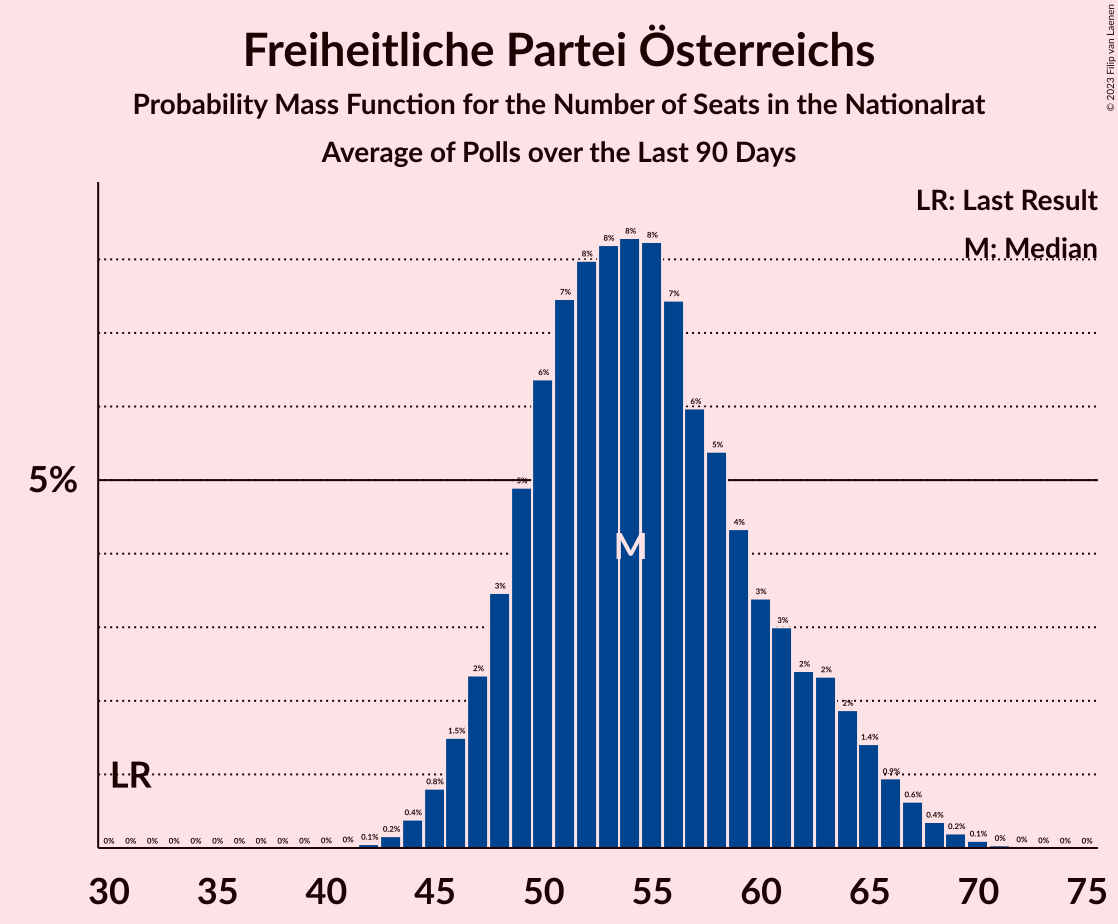 Freiheitliche Partei Österreichs
Probability Mass Function for the Number of Seats in the Nationalrat
Average of Polls over the Last 90 Days
© 2023 Filip van Laenen
LR: Last Result
M: Median
5%
LR
M
0% 0% 0% 0% 0% 0% 0% 0% 0% 0% 0% 0% 0.1% 0.2% 0.4% 0.8% 1.5% 2% 3% 5% 6% 7% 8% 8% 8% 8% 7% 6% 5% 4% 3% 3% 2% 2% 2% 1.4% 0.9% 0.6% 0.4% 0.2% 0.1% 0% 0% 0% 0% 0%
30 35 40 45 50 55 60 65 70 75